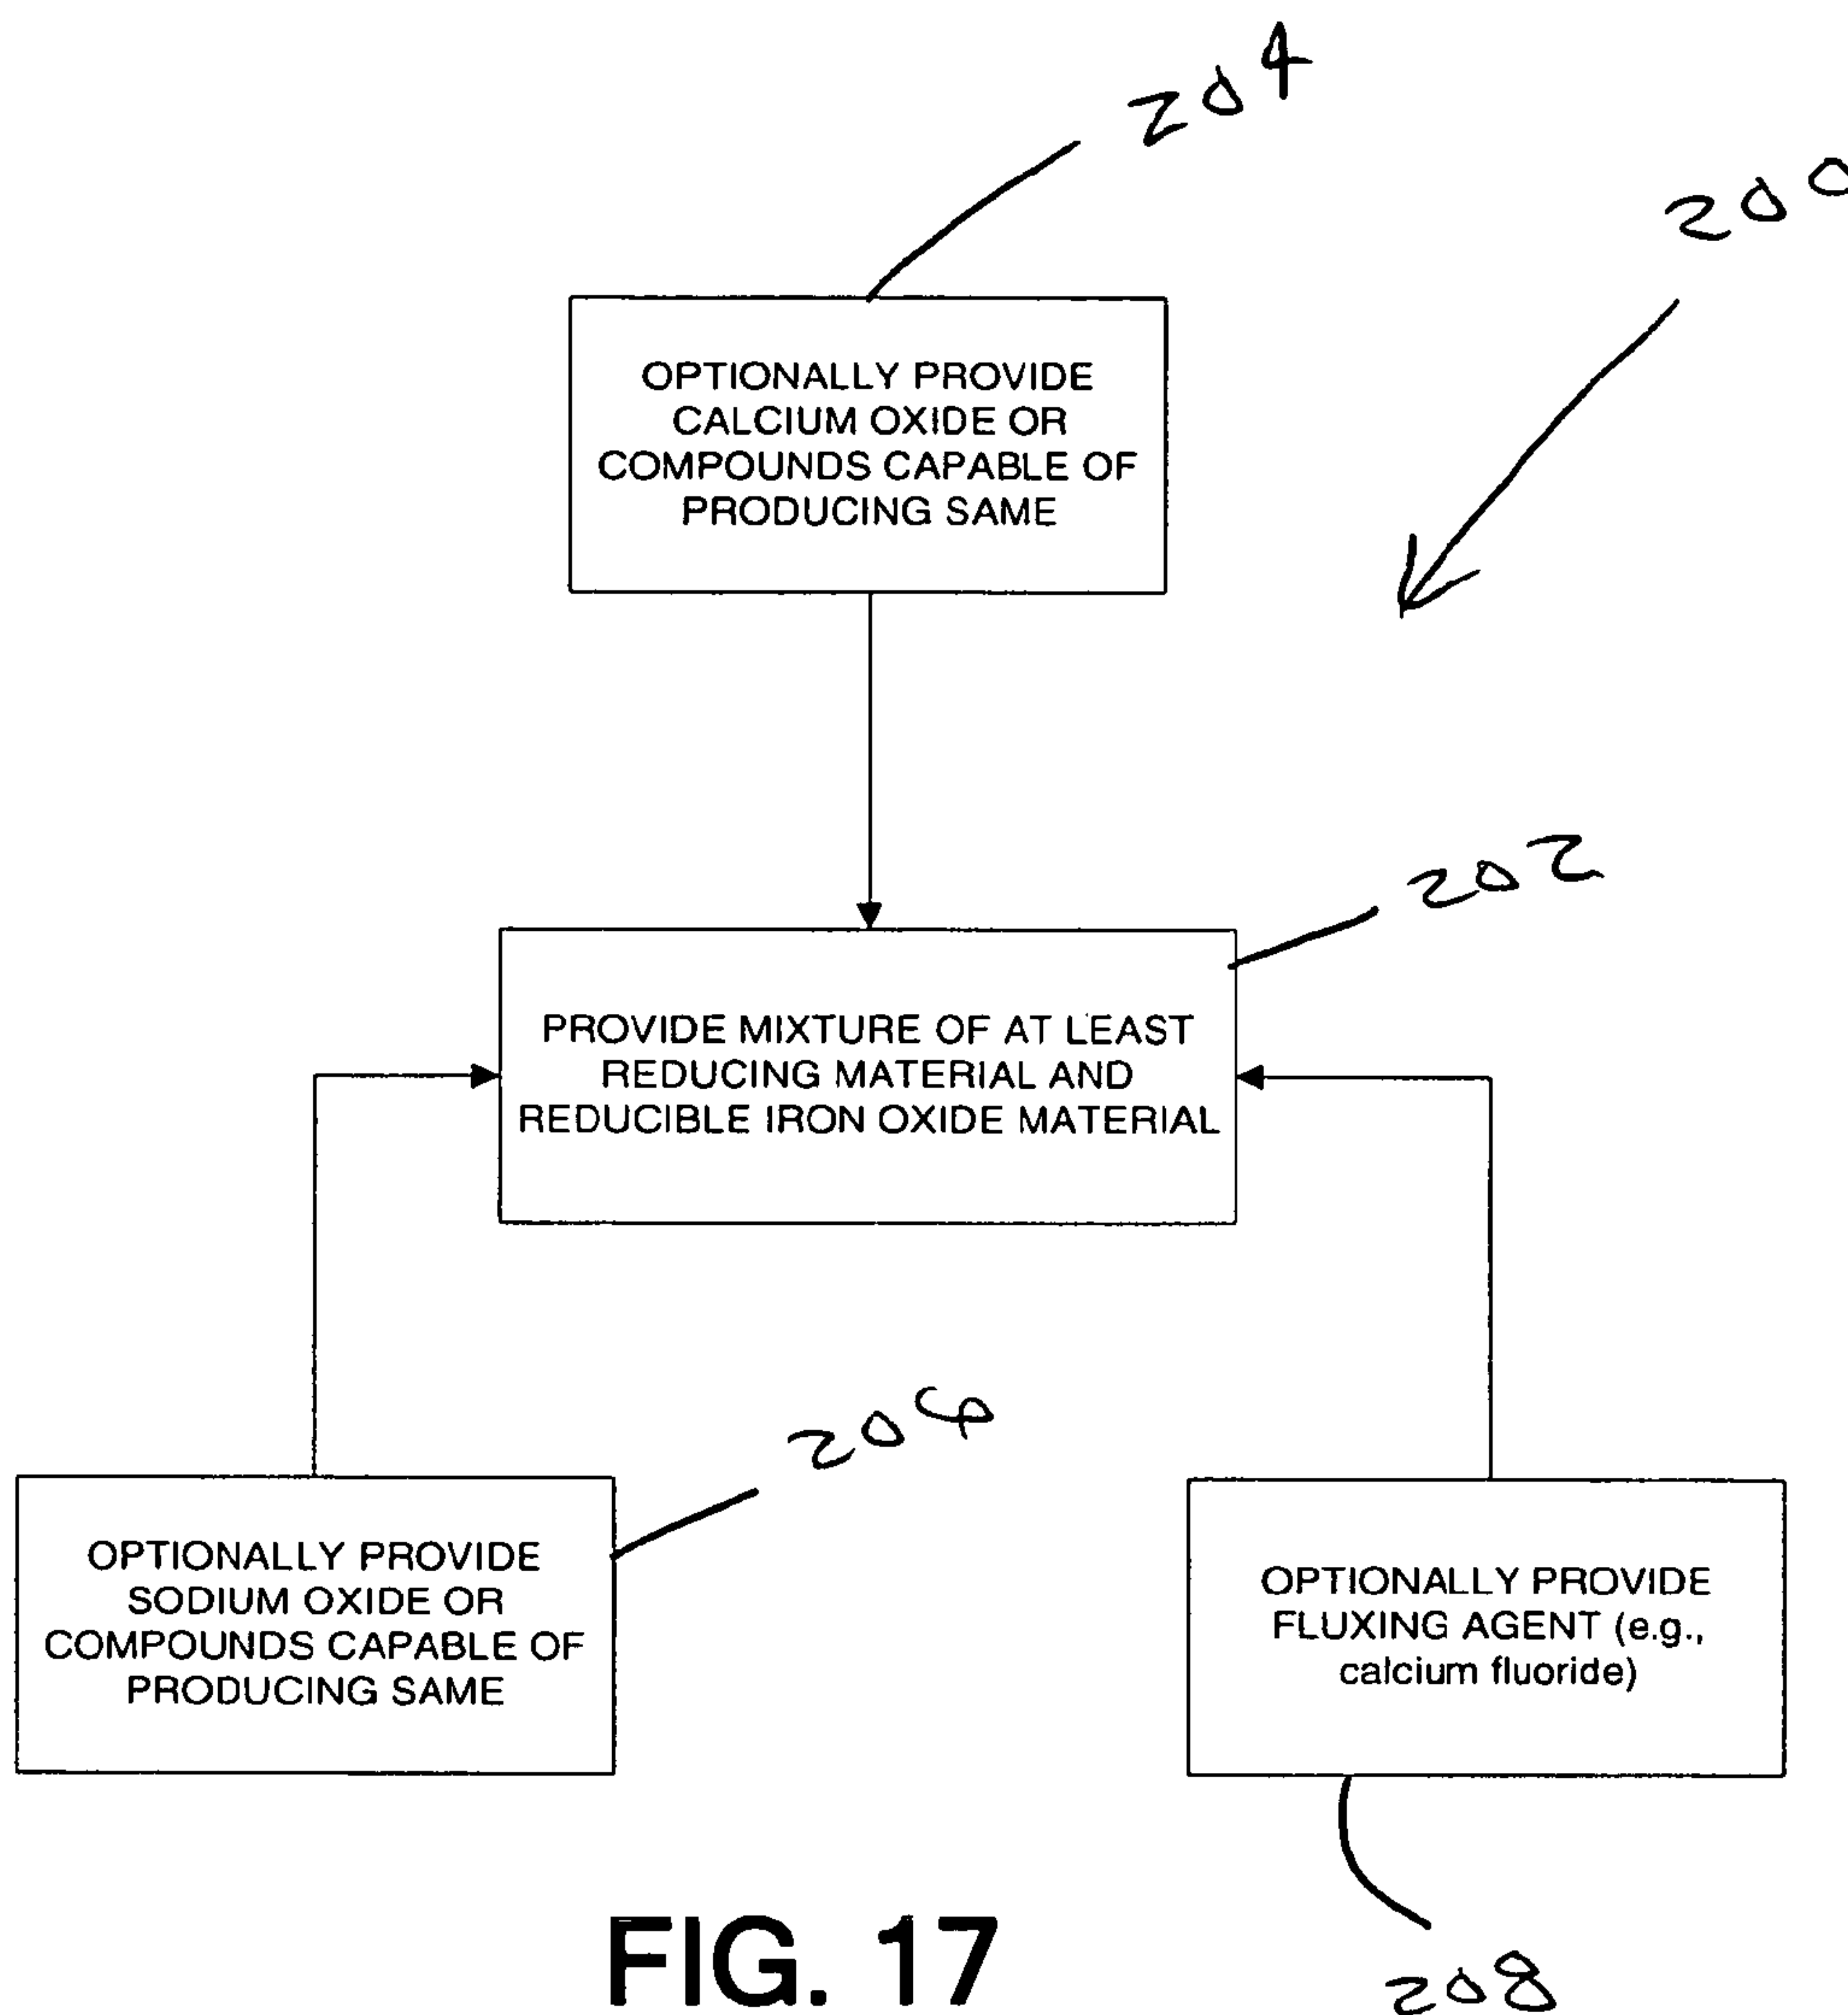 204
200
OPTIONALLY PROVIDE
CALCIUM OXIDE OR
COMPOUNDS CAPABLE OF
PRODUCING SAME
202
PROVIDE MIXTURE OF AT LEAST
REDUCING MATERIAL AND
REDUCIBLE IRON OXIDE MATERIAL
206
OPTIONALLY PROVIDE
SODIUM OXIDE OR
COMPOUNDS CAPABLE OF
PRODUCING SAME
OPTIONALLY PROVIDE
FLUXING AGENT (e.g.,
calcium fluoride)
208
FIG. 17